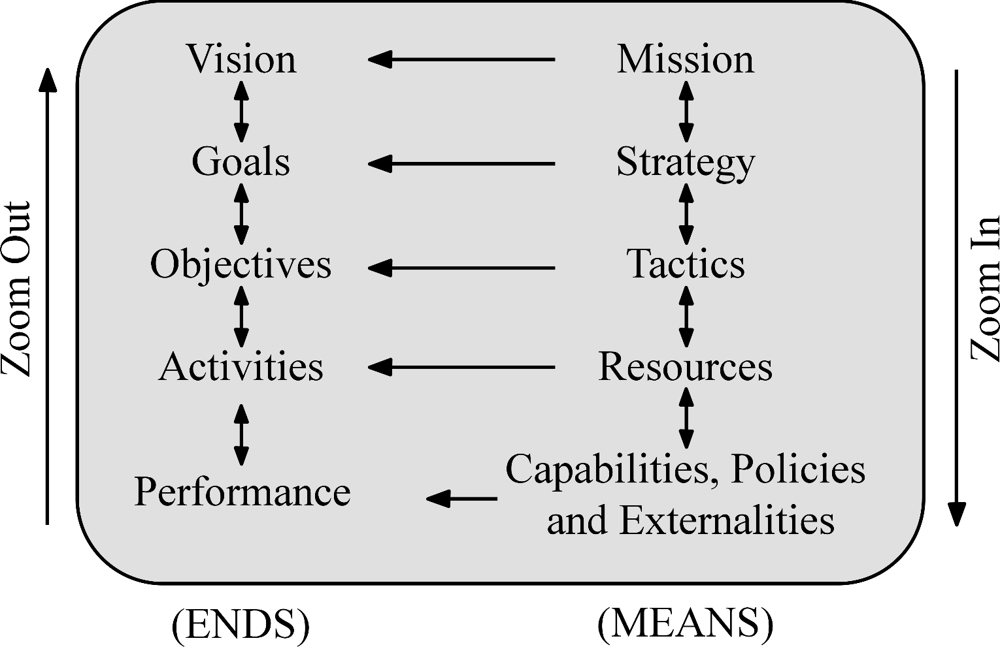 Vision
Mission
Goals
Strategy
Objectives
Tactics
Activities
Resources
Performance
Capabilities, Policies
and Externalities
Zoom Out
Zoom In
(ENDS)
(MEANS)